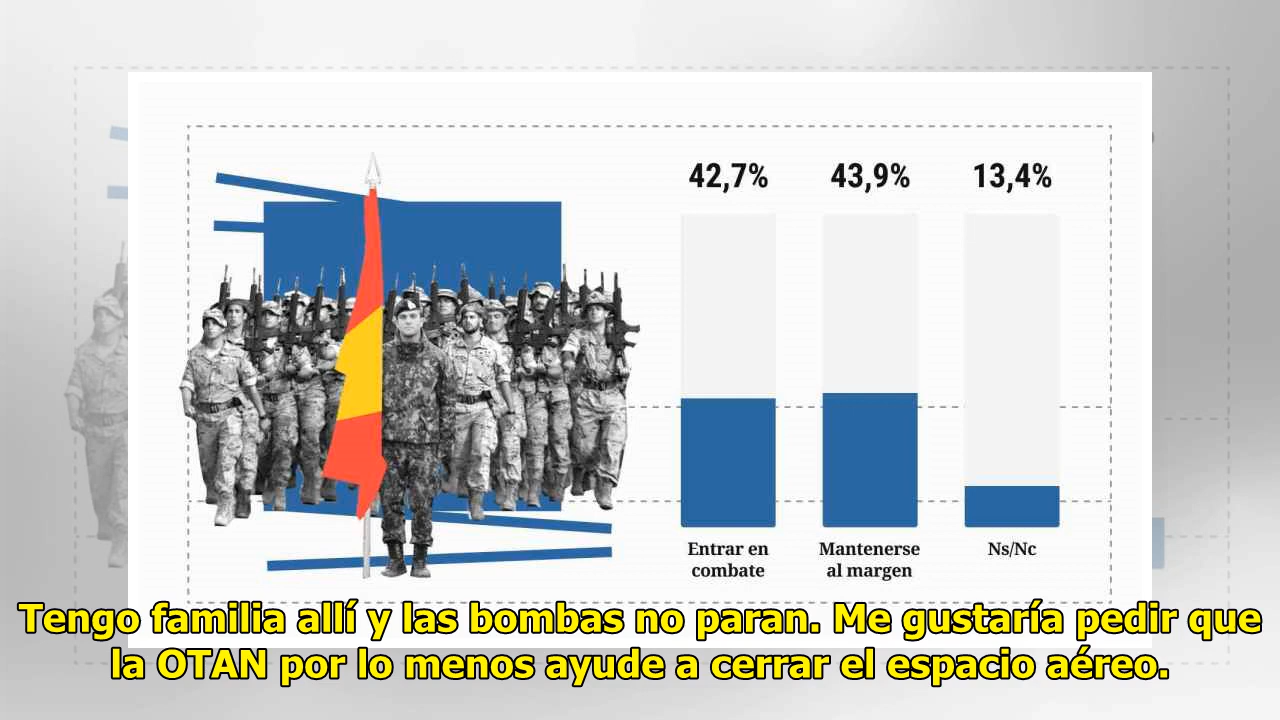 42,7% 43,9% 13,4%
Entrar en
combate
Mantenerse
al margen
Ns/Nc
Tengo familia allí y las bombas no paran. Me gustaría pedir que
la OTAN por lo menos ayude a cerrar el espacio aéreo.